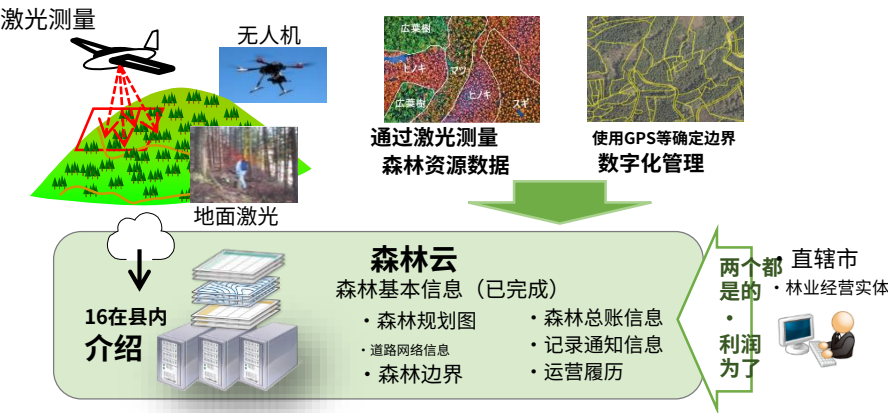 激光测量
无人机
地面激光
広葉樹
ヒノキ
マツ
広葉樹
ヒノキ
スギ
通过激光测量
森林资源数据
使用GPS等确定边界
数字化管理
16在县内
介绍
森林云
森林基本信息（已完成）
・森林规划图
・道路网络信息
・森林边界
・森林总账信息
・记录通知信息
・运营履历
两个都
是的
・
利润
为了
・直辖市
・林业经营实体